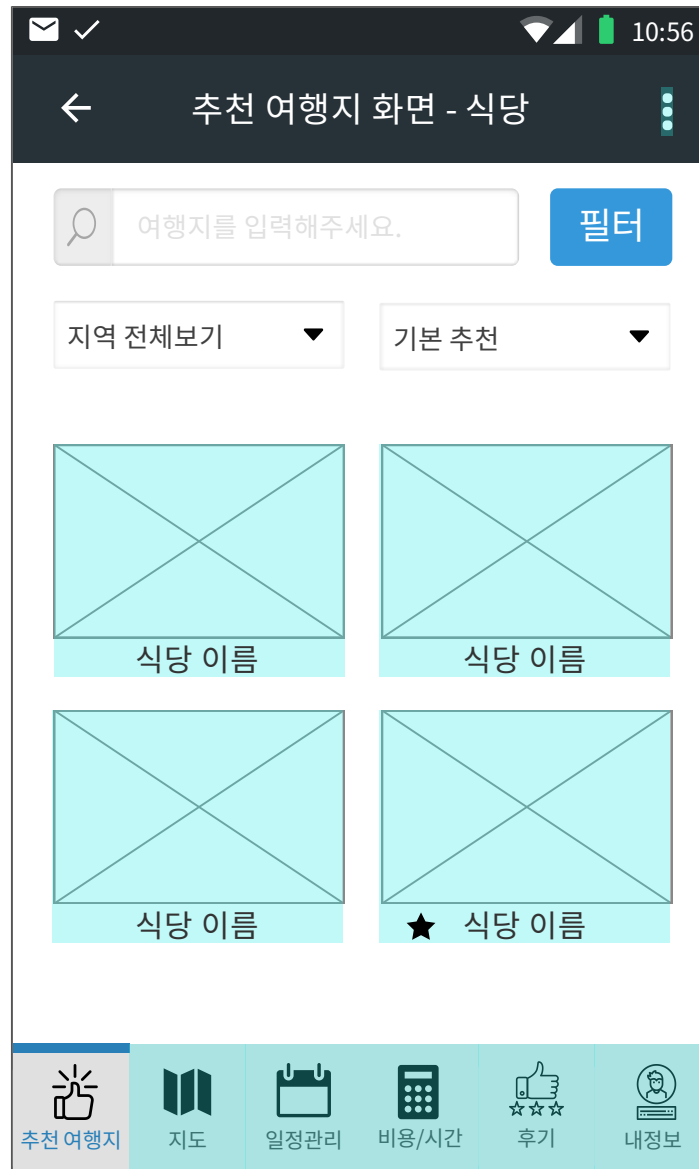 10:56
추천 여행지 화면 - 식당
여행지를 입력해주세요.
필터
지역 전체보기
기본 추천
식당 이름
식당 이름
식당 이름
식당 이름
추천 여행지
지도
일정관리
비용/시간
후기
내정보